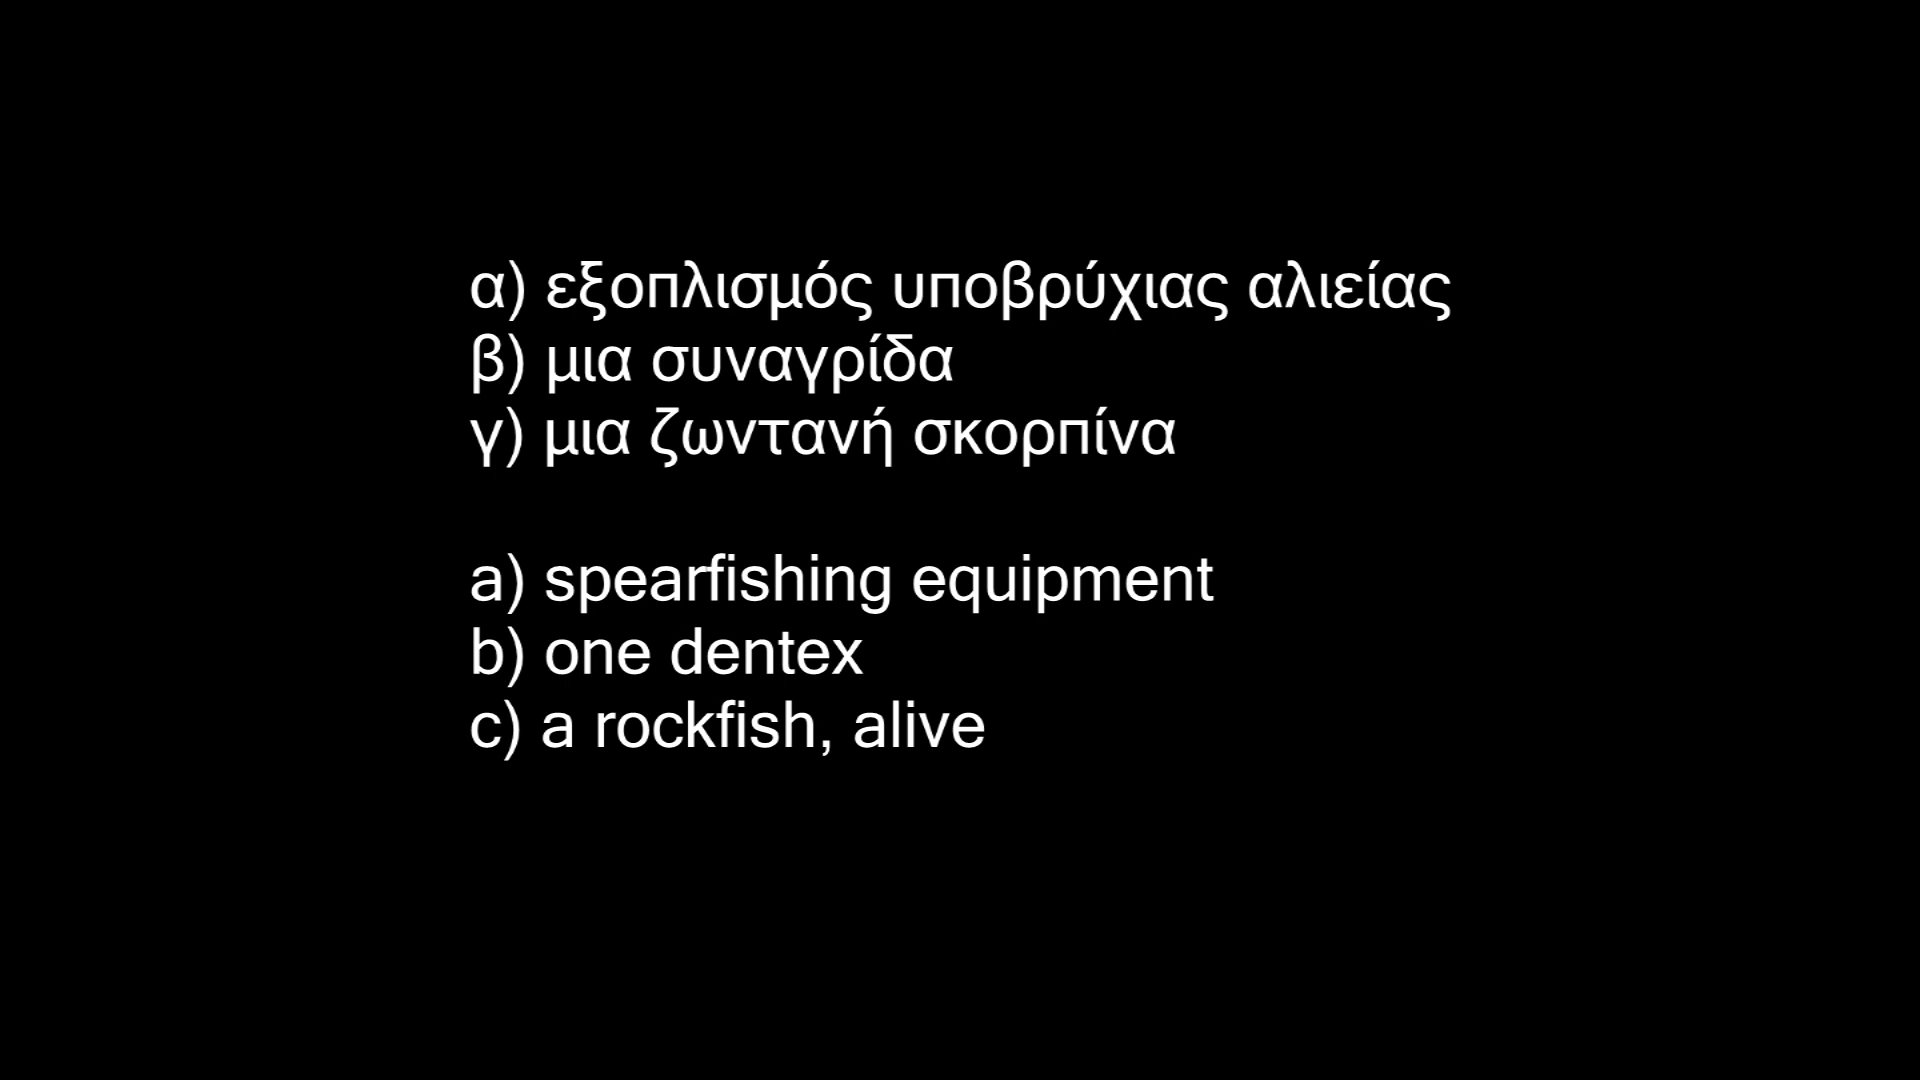 α) εξοπλισμός υποβρύχιας αλιείας
β) μια συναγρίδα
γ) μια ζωντανή σκορπίνα
a) spearfishing equipment
b) one dentex
c) a rockfish, alive